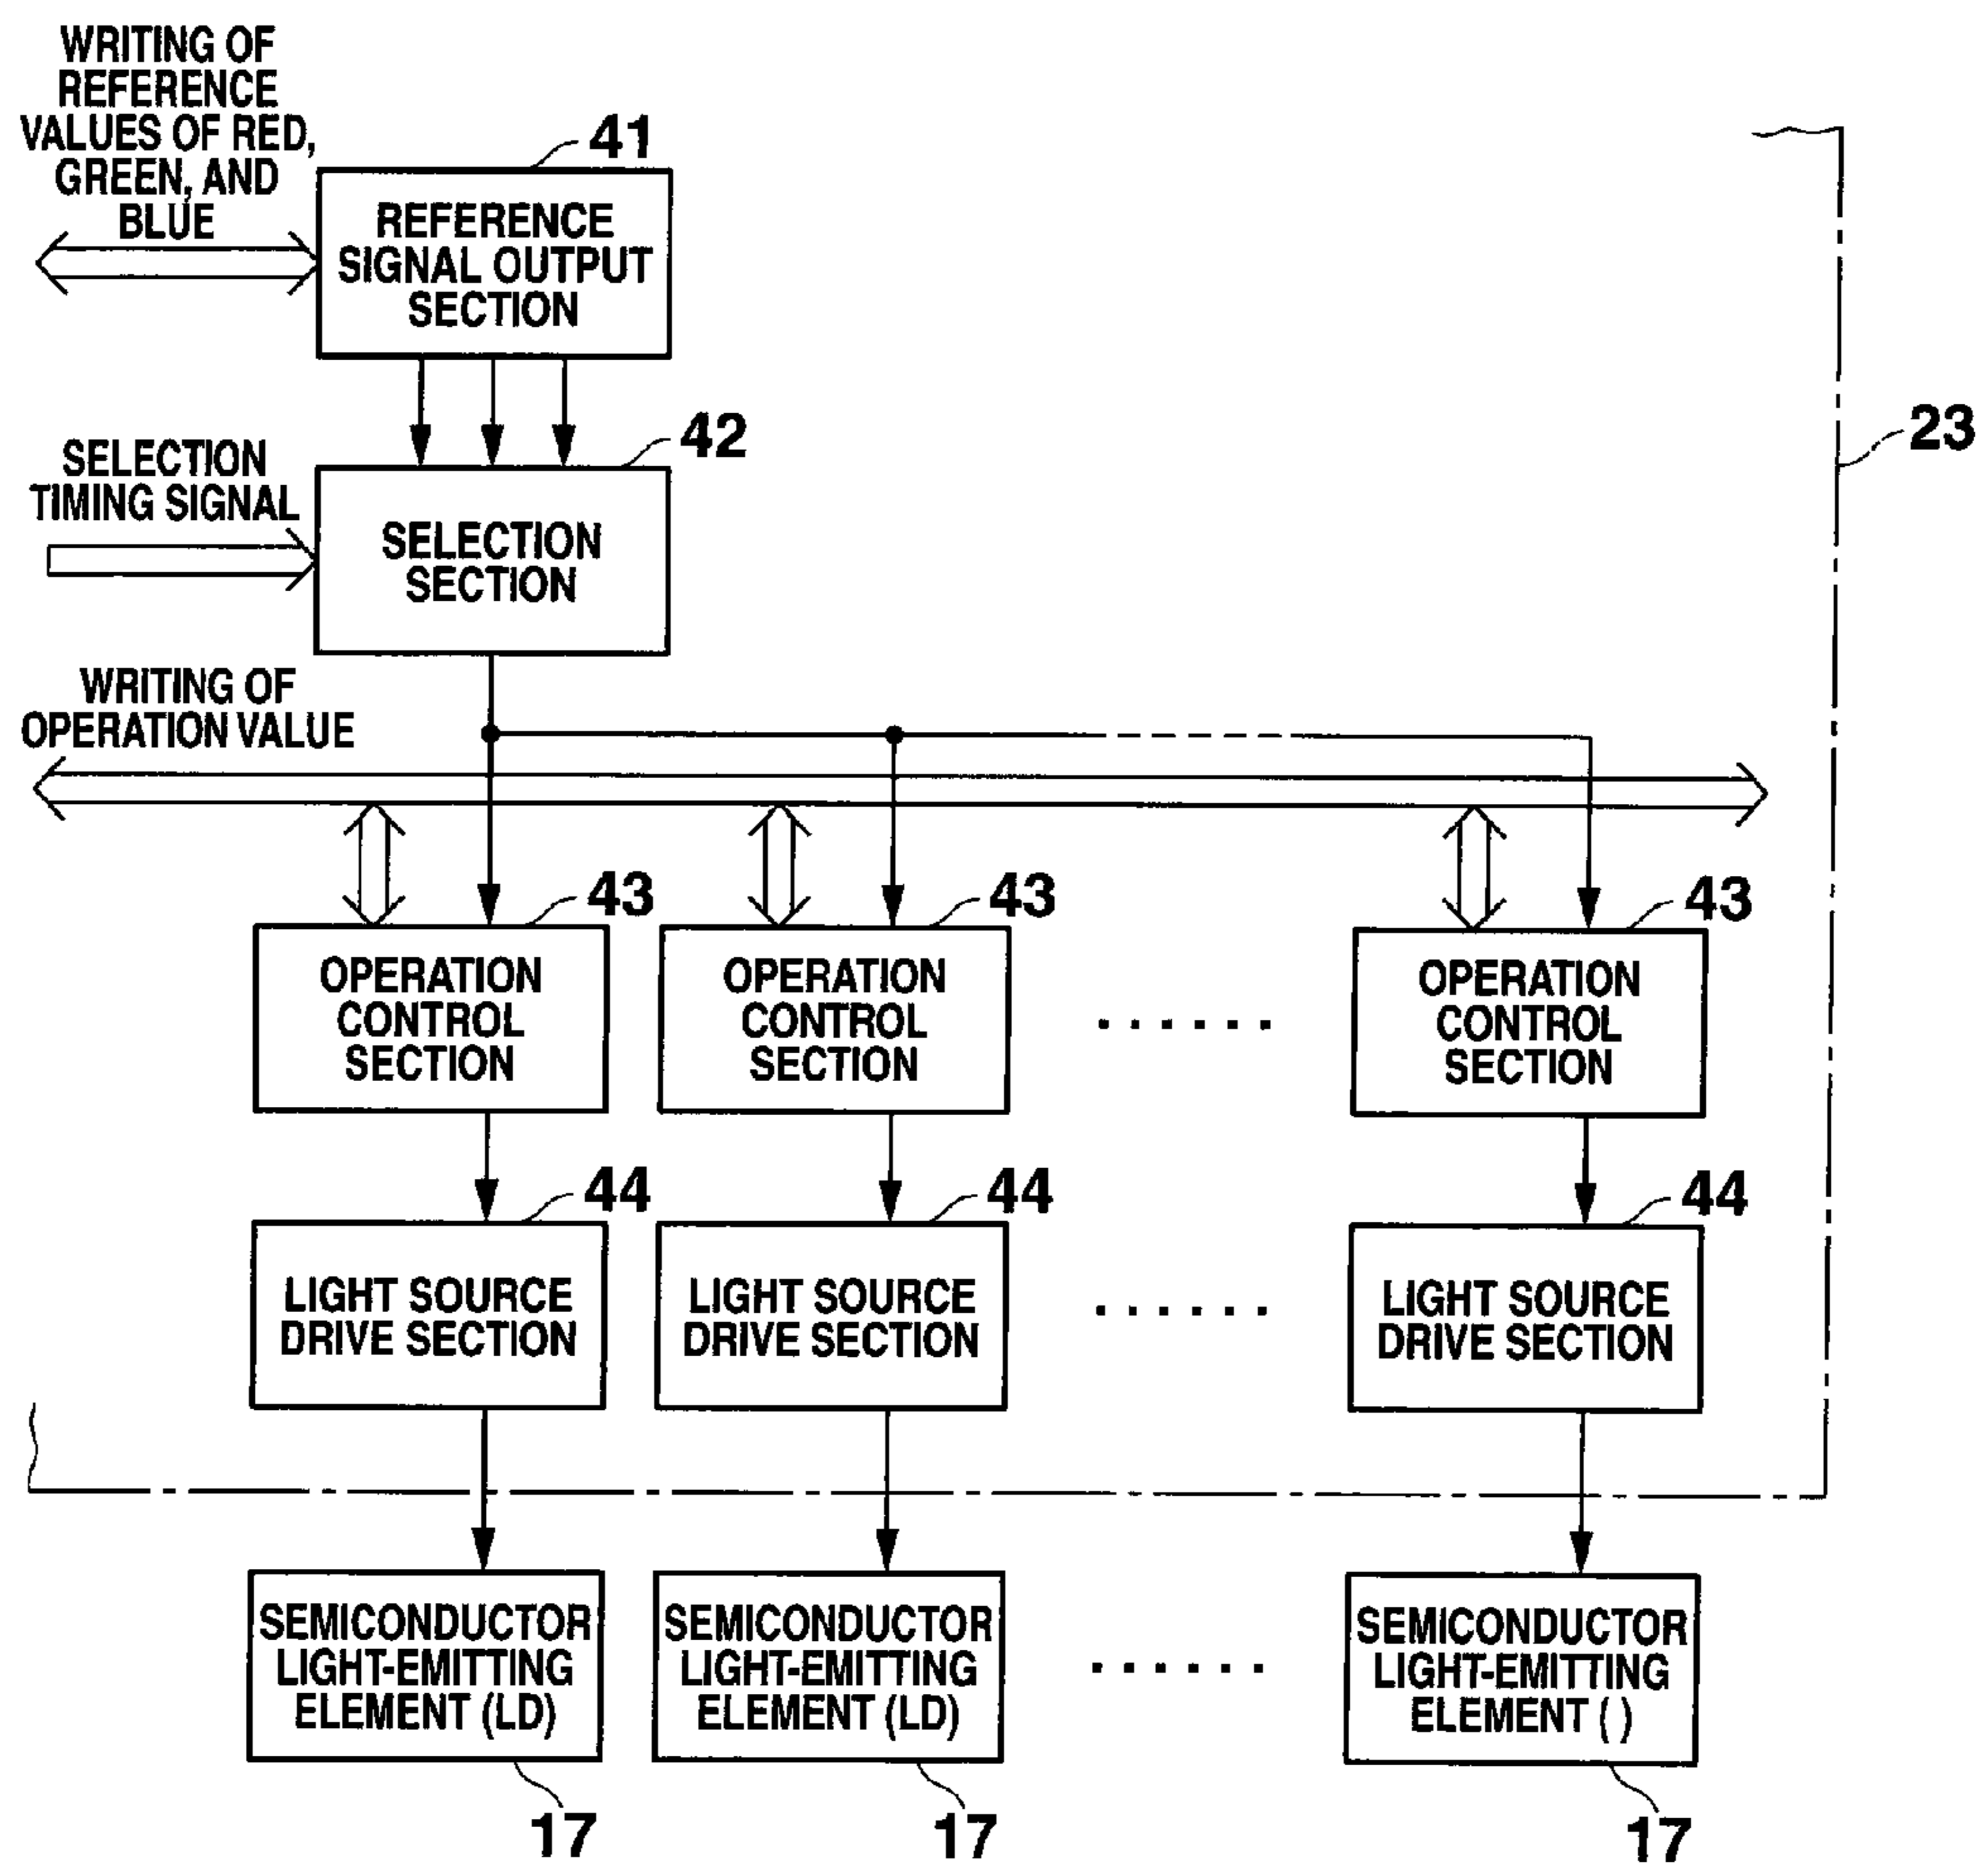 WRITING OF
REFERENCE
VALUES OF RED,
GREEN, AND
BLUE
41
REFERENCE
SIGNAL OUTPUT
SECTION
42
SELECTION
TIMING SIGNAL
SELECTION
SECTION
23
WRITING OF
OPERATION VALUE
43
43
43
OPERATION
CONTROL
SECTION
OPERATION
CONTROL
SECTION
......
OPERATION
CONTROL
SECTION
44
44
44
LIGHT SOURCE
DRIVE SECTION
LIGHT SOURCE
DRIVE SECTION
......
LIGHT SOURCE
DRIVE SECTION
SEMICONDUCTOR
LIGHT-EMITTING
ELEMENT (LD)
SEMICONDUCTOR
LIGHT-EMITTING
ELEMENT (LD)
......
SEMICONDUCTOR
LIGHT-EMITTING
ELEMENT ( )
17
17
17